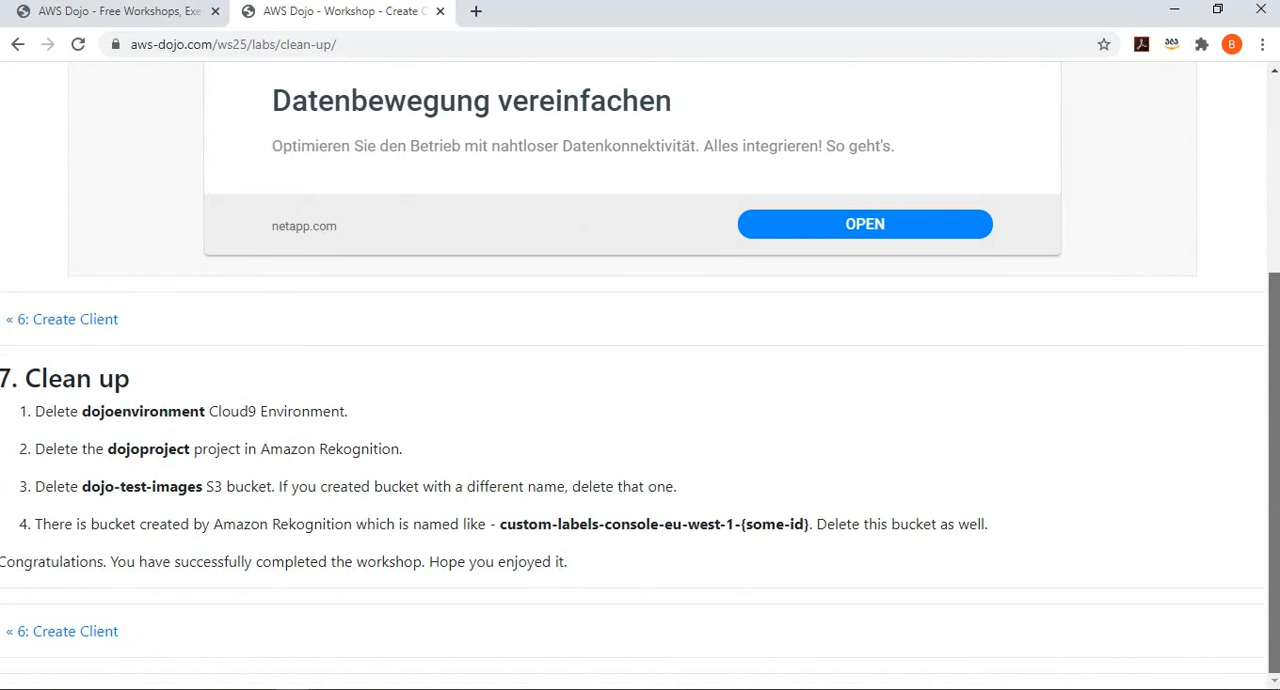 AWS Dojo - Free Workshops, Exe
AWS Dojo - Workshop - Create C
aws-dojo.com/ws25/labs/clean-up/
aea
B
Datenbewegung vereinfachen
Optimieren Sie den Betrieb mit nahtloser Datenkonnektivität. Alles integrieren! So geht's.
netapp.com
OPEN
« 6: Create Client
7. Clean up
1. Delete dojoenvironment Cloud9 Environment.
2. Delete the dojoproject project in Amazon Rekognition.
3. Delete dojo-test-images S3 bucket. If you created bucket with a different name, delete that one.
4. There is bucket created by Amazon Rekognition which is named like - custom-labels-console-eu-west-1-{some-id}. Delete this bucket as well.
Congratulations. You have successfully completed the workshop. Hope you enjoyed it.
« 6: Create Client